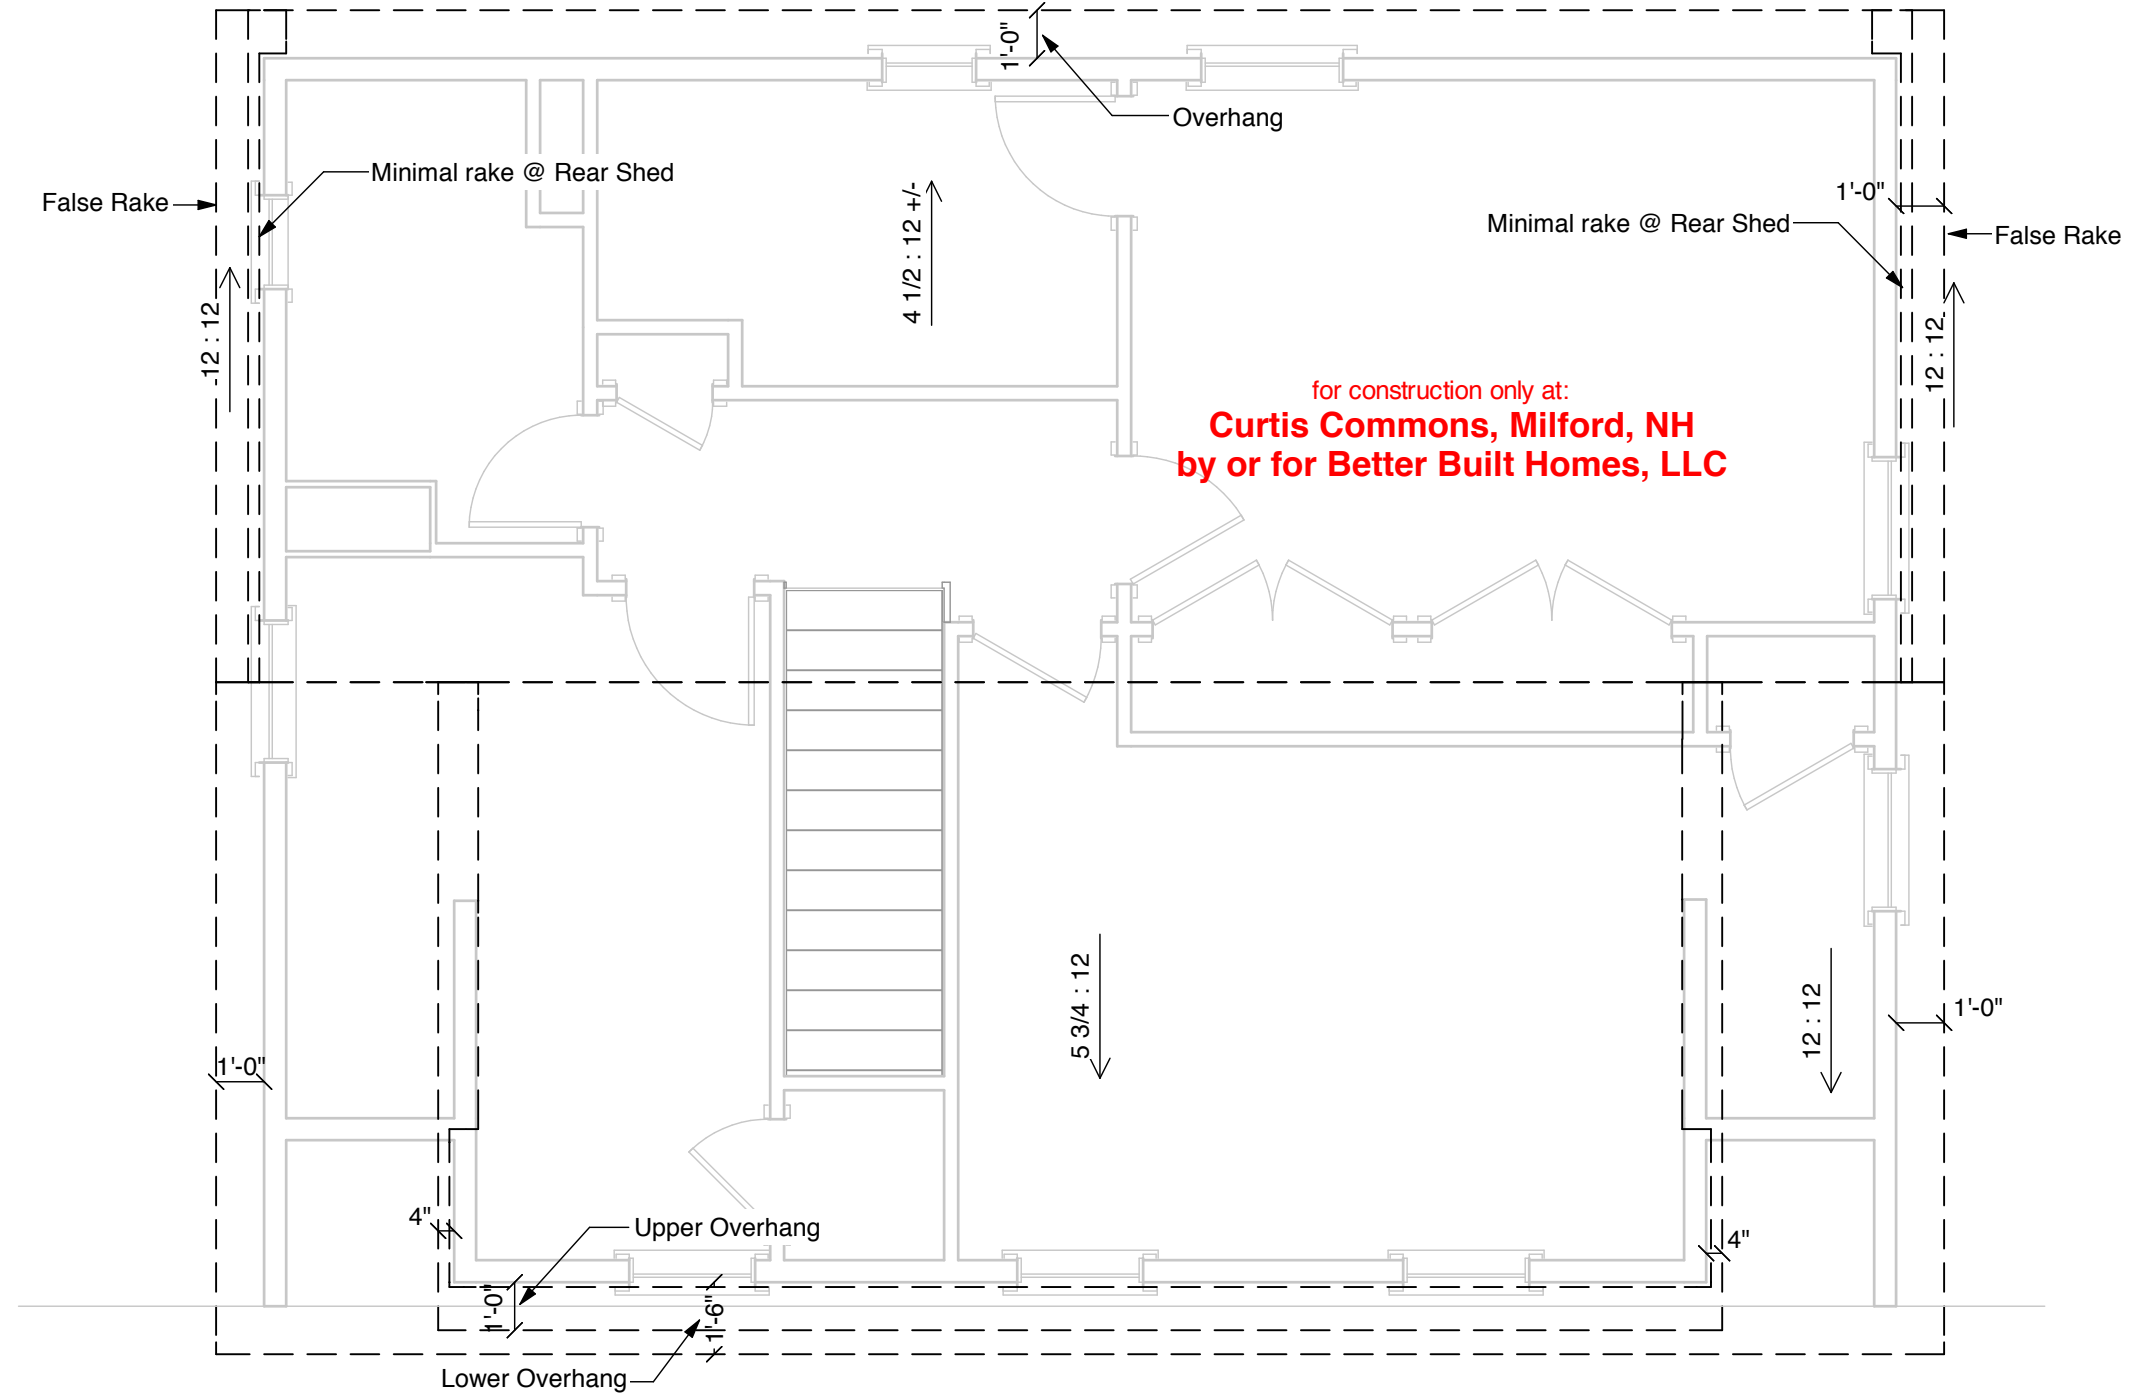 1'-0"
Overhang
Minimal rake @ Rear Shed
False Rake
4 1/2 : 12 +/-
1'-0"
Minimal rake @ Rear Shed
False Rake
12 : 12
12 : 12
for construction only at:
Curtis Commons, Milford, NH
by or for Better Built Homes, LLC
5 3/4 : 12
12 : 12
1'-0"
1'-0"
4"
Upper Overhang
4"
1'-0"
1'-6"
Lower Overhang